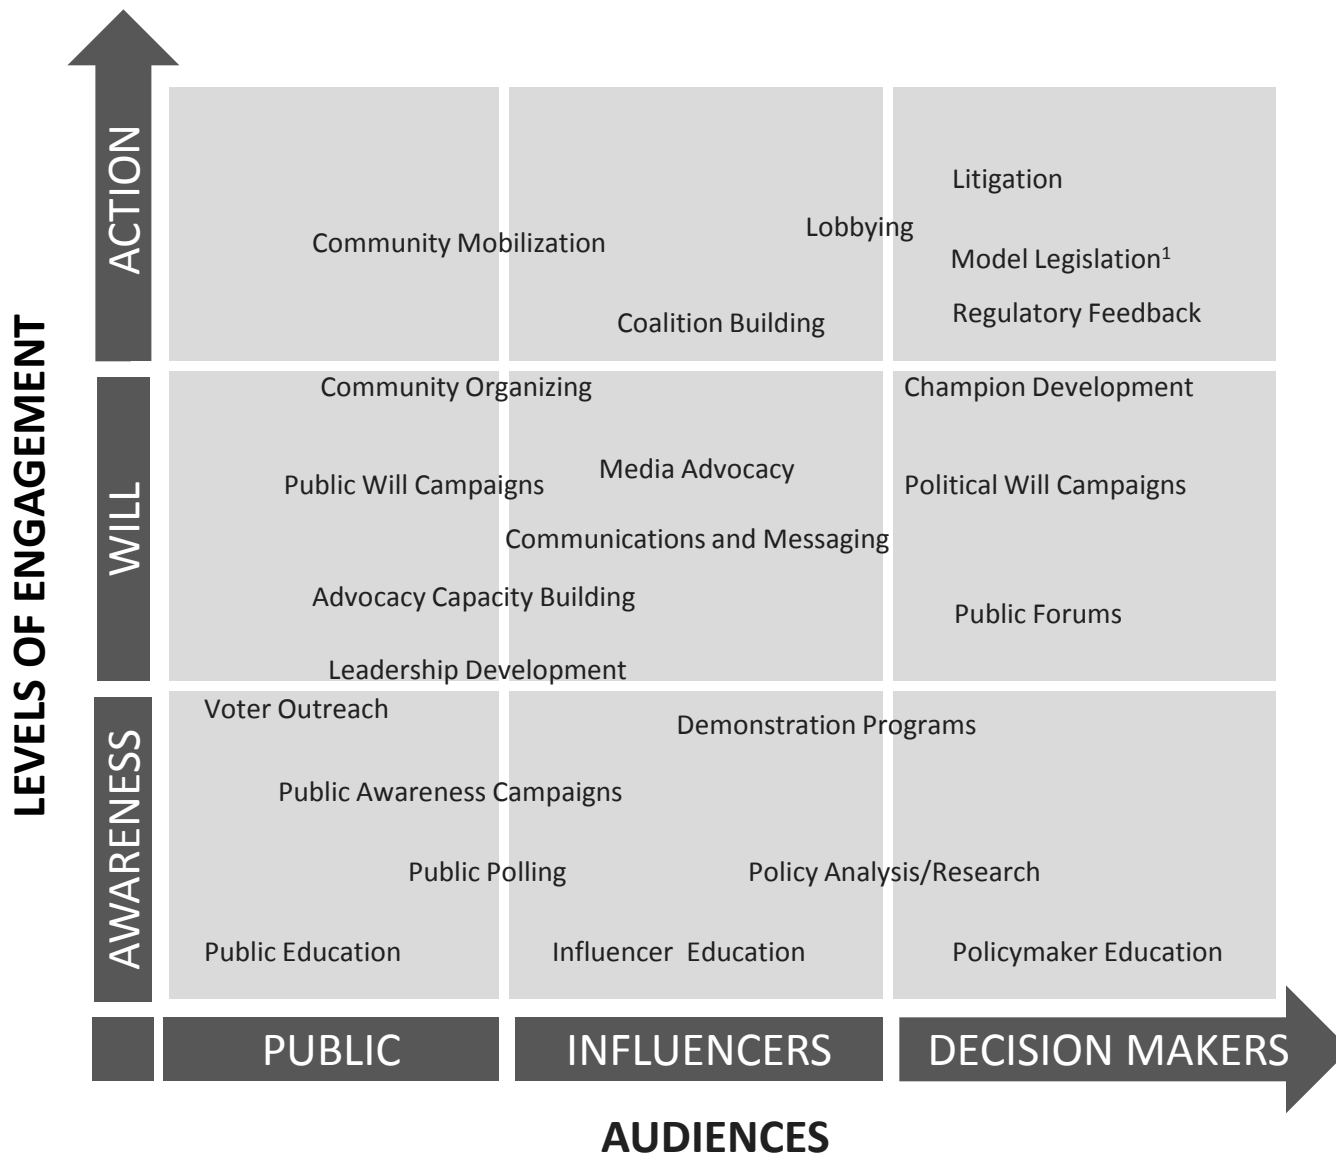 LEVELS OF ENGAGEMENT
ACTION
Litigation
Lobbying
Community Mobilization
Model Legislation¹
Regulatory Feedback
Coalition Building
WILL
Community Organizing
Champion Development
Media Advocacy
Public Will Campaigns
Political Will Campaigns
Communications and Messaging
Advocacy Capacity Building
Public Forums
Leadership Development
AWARENESS
Voter Outreach
Demonstration Programs
Public Awareness Campaigns
Public Polling
Policy Analysis/Research
Public Education
Influencer Education
Policymaker Education
PUBLIC
INFLUENCERS
DECISION MAKERS
AUDIENCES